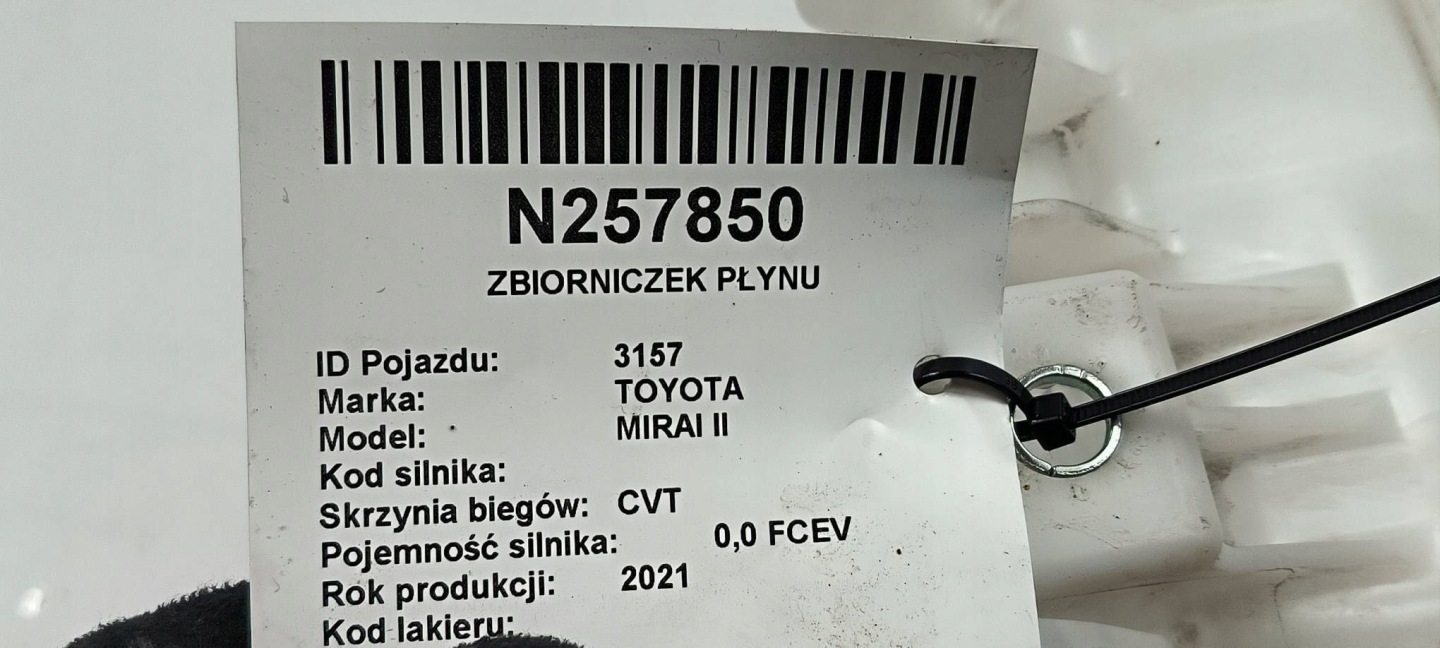 N257850
ZBIORNICZEK PŁYNU
ID Pojazdu: 3157
Marka: TOYOTA
Model: MIRAI II
Kod silnika:
Skrzynia biegów: CVT
Pojemność silnika: 0,0 FCEV
Rok produkcji: 2021
Kod lakieru: